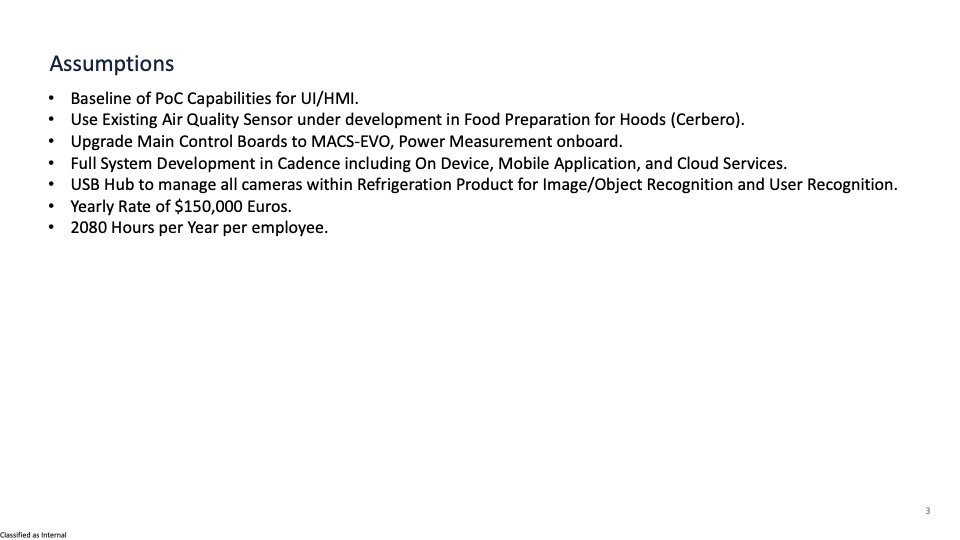 Assumptions
• Baseline of PoC Capabilities for UI/HMI.
• Use Existing Air Quality Sensor under development in Food Preparation for Hoods (Cerbero).
• Upgrade Main Control Boards to MACS-EVO, Power Measurement onboard.
• Full System Development in Cadence including On Device, Mobile Application, and Cloud Services.
• USB Hub to manage all cameras within Refrigeration Product for Image/Object Recognition and User Recognition.
• Yearly Rate of $150,000 Euros.
• 2080 Hours per Year per employee.
3
Classified as Internal